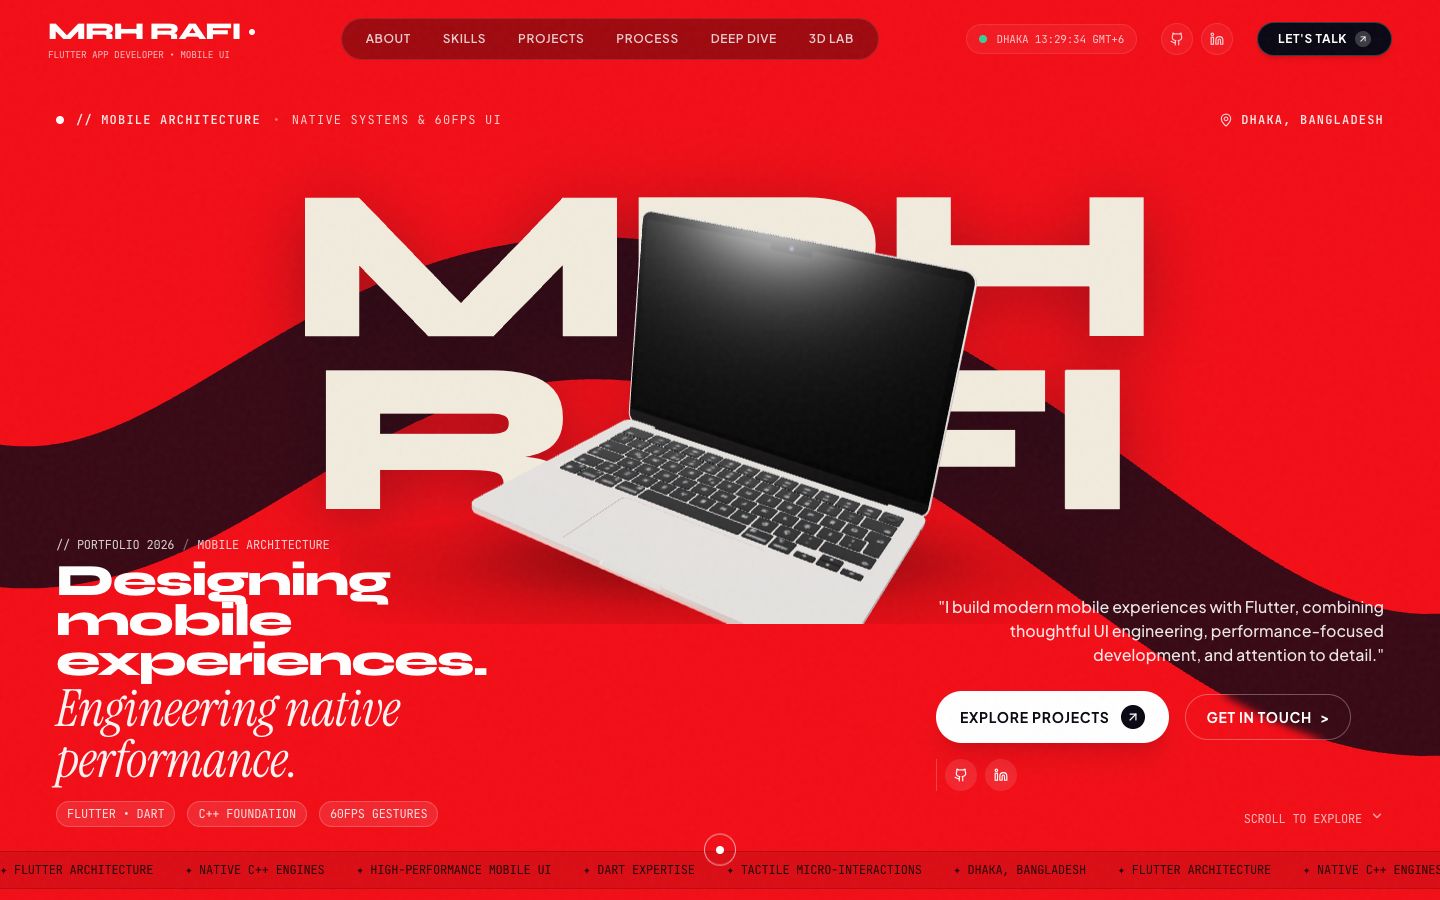 MRH RAFI
FLUTTER APP DEVELOPER • MOBILE UI
ABOUT
SKILLS
PROJECTS
PROCESS
DEEP DIVE
3D LAB
DHAKA 13:29:34 GMT+6
LET'S TALK
// MOBILE ARCHITECTURE · NATIVE SYSTEMS & 60FPS UI
DHAKA, BANGLADESH
MRH
RAFI
// PORTFOLIO 2026 / MOBILE ARCHITECTURE
Designing
mobile
experiences.
Engineering native
performance.
FLUTTER • DART
C++ FOUNDATION
60FPS GESTURES
"I build modern mobile experiences with Flutter, combining
thoughtful UI engineering, performance-focused
development, and attention to detail."
EXPLORE PROJECTS
GET IN TOUCH >
SCROLL TO EXPLORE
✦ FLUTTER ARCHITECTURE ✦ NATIVE C++ ENGINES ✦ HIGH-PERFORMANCE MOBILE UI ✦ DART EXPERTISE ✦ TACTILE MICRO-INTERACTIONS ✦ DHAKA, BANGLADESH ✦ FLUTTER ARCHITECTURE ✦ NATIVE C++ ENGINES